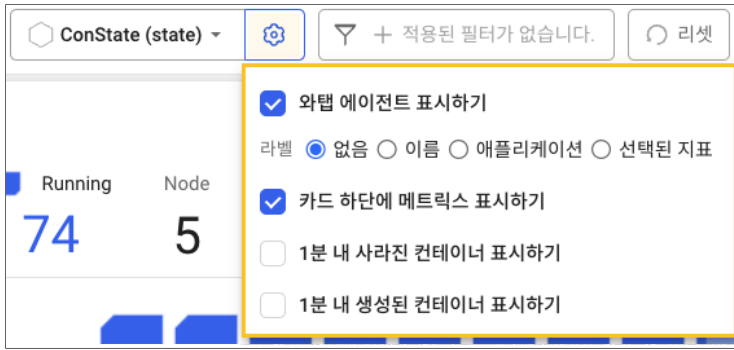 ConState (state)
적용된 필터가 없습니다.
리셋
와탭 에이전트 표시하기
라벨 없음 이름 애플리케이션 선택된 지표
Running Node
74 5
카드 하단에 메트릭스 표시하기
1분 내 사라진 컨테이너 표시하기
1분 내 생성된 컨테이너 표시하기